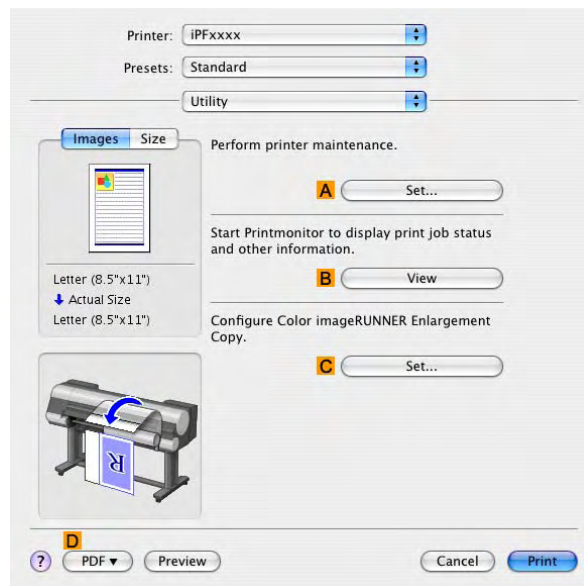 Printer: iPFxxxx
Presets: Standard
Utility
Images Size
Letter (8.5"x11")
Actual Size
Letter (8.5"x11")
R
Perform printer maintenance.
A Set...
Start Printmonitor to display print job status
and other information.
B View
Configure Color imageRUNNER Enlargement
Copy.
C Set...
D
? PDF ▼ Preview Cancel Print